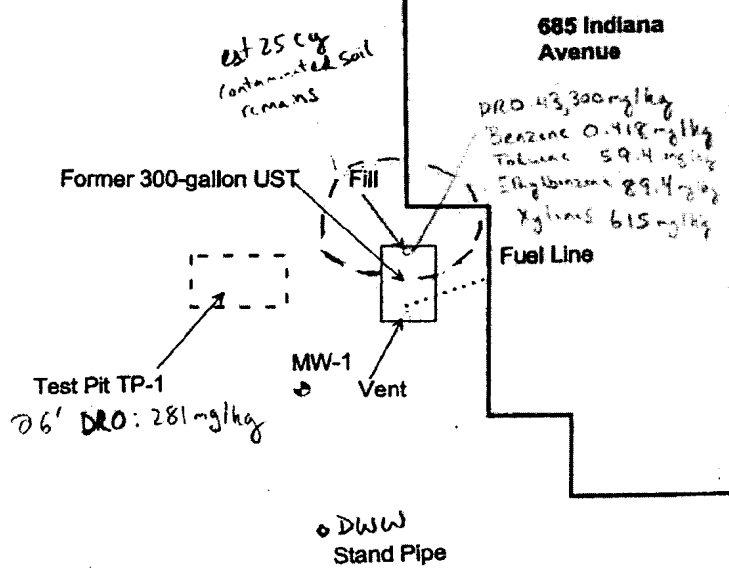 685 Indiana
Avenue
est 25 cy
contaminated soil
remains
DRO 43,300 mg/kg
Benzene 0.418 mg/kg
Toluene 59.4 mg/kg
Ethylbenzene 89.4 mg/kg
Xylenes 615 mg/kg
Former 300-gallon UST
Fill
Fuel Line
MW-1
Vent
Test Pit TP-1
@6' DRO: 281 mg/kg
DWW
Stand Pipe